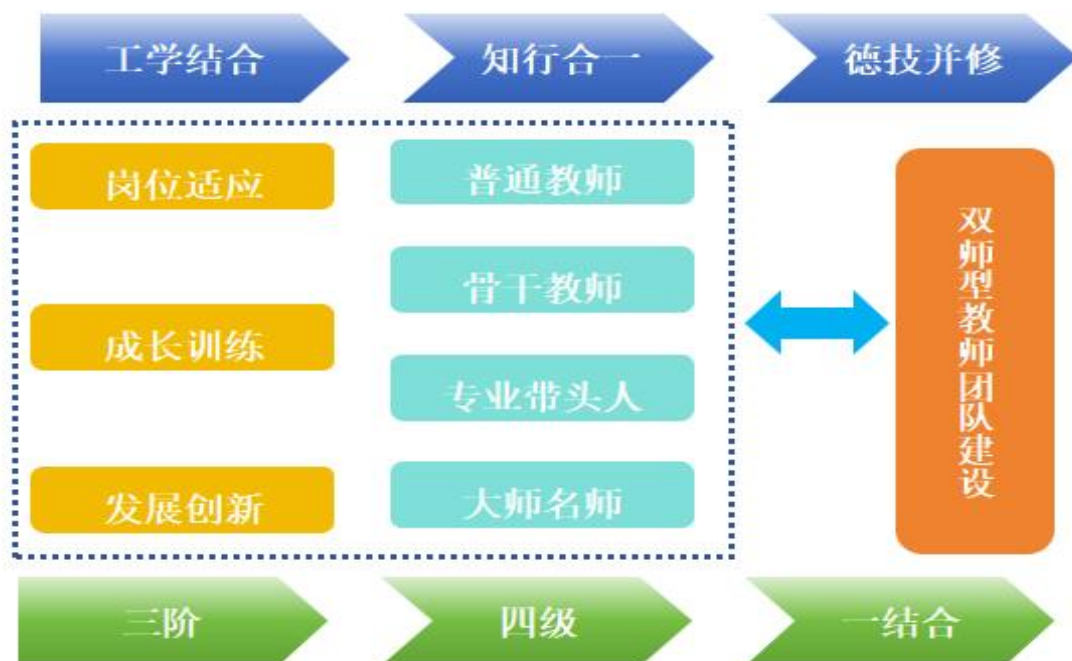 工学结合
知行合一
德技并修
岗位适应
成长训练
发展创新
普通教师
骨干教师
专业带头人
大师名师
双师型教师团队建设
三阶
四级
一结合